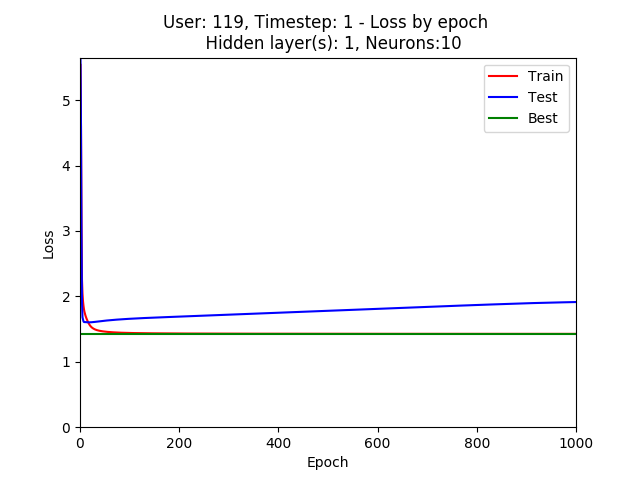 User: 119, Timestep: 1 - Loss by epoch
Hidden layer(s): 1, Neurons:10
Train
Test
Best
Loss
5
4
3
2
1
0
0 200 400 600 800 1000
Epoch